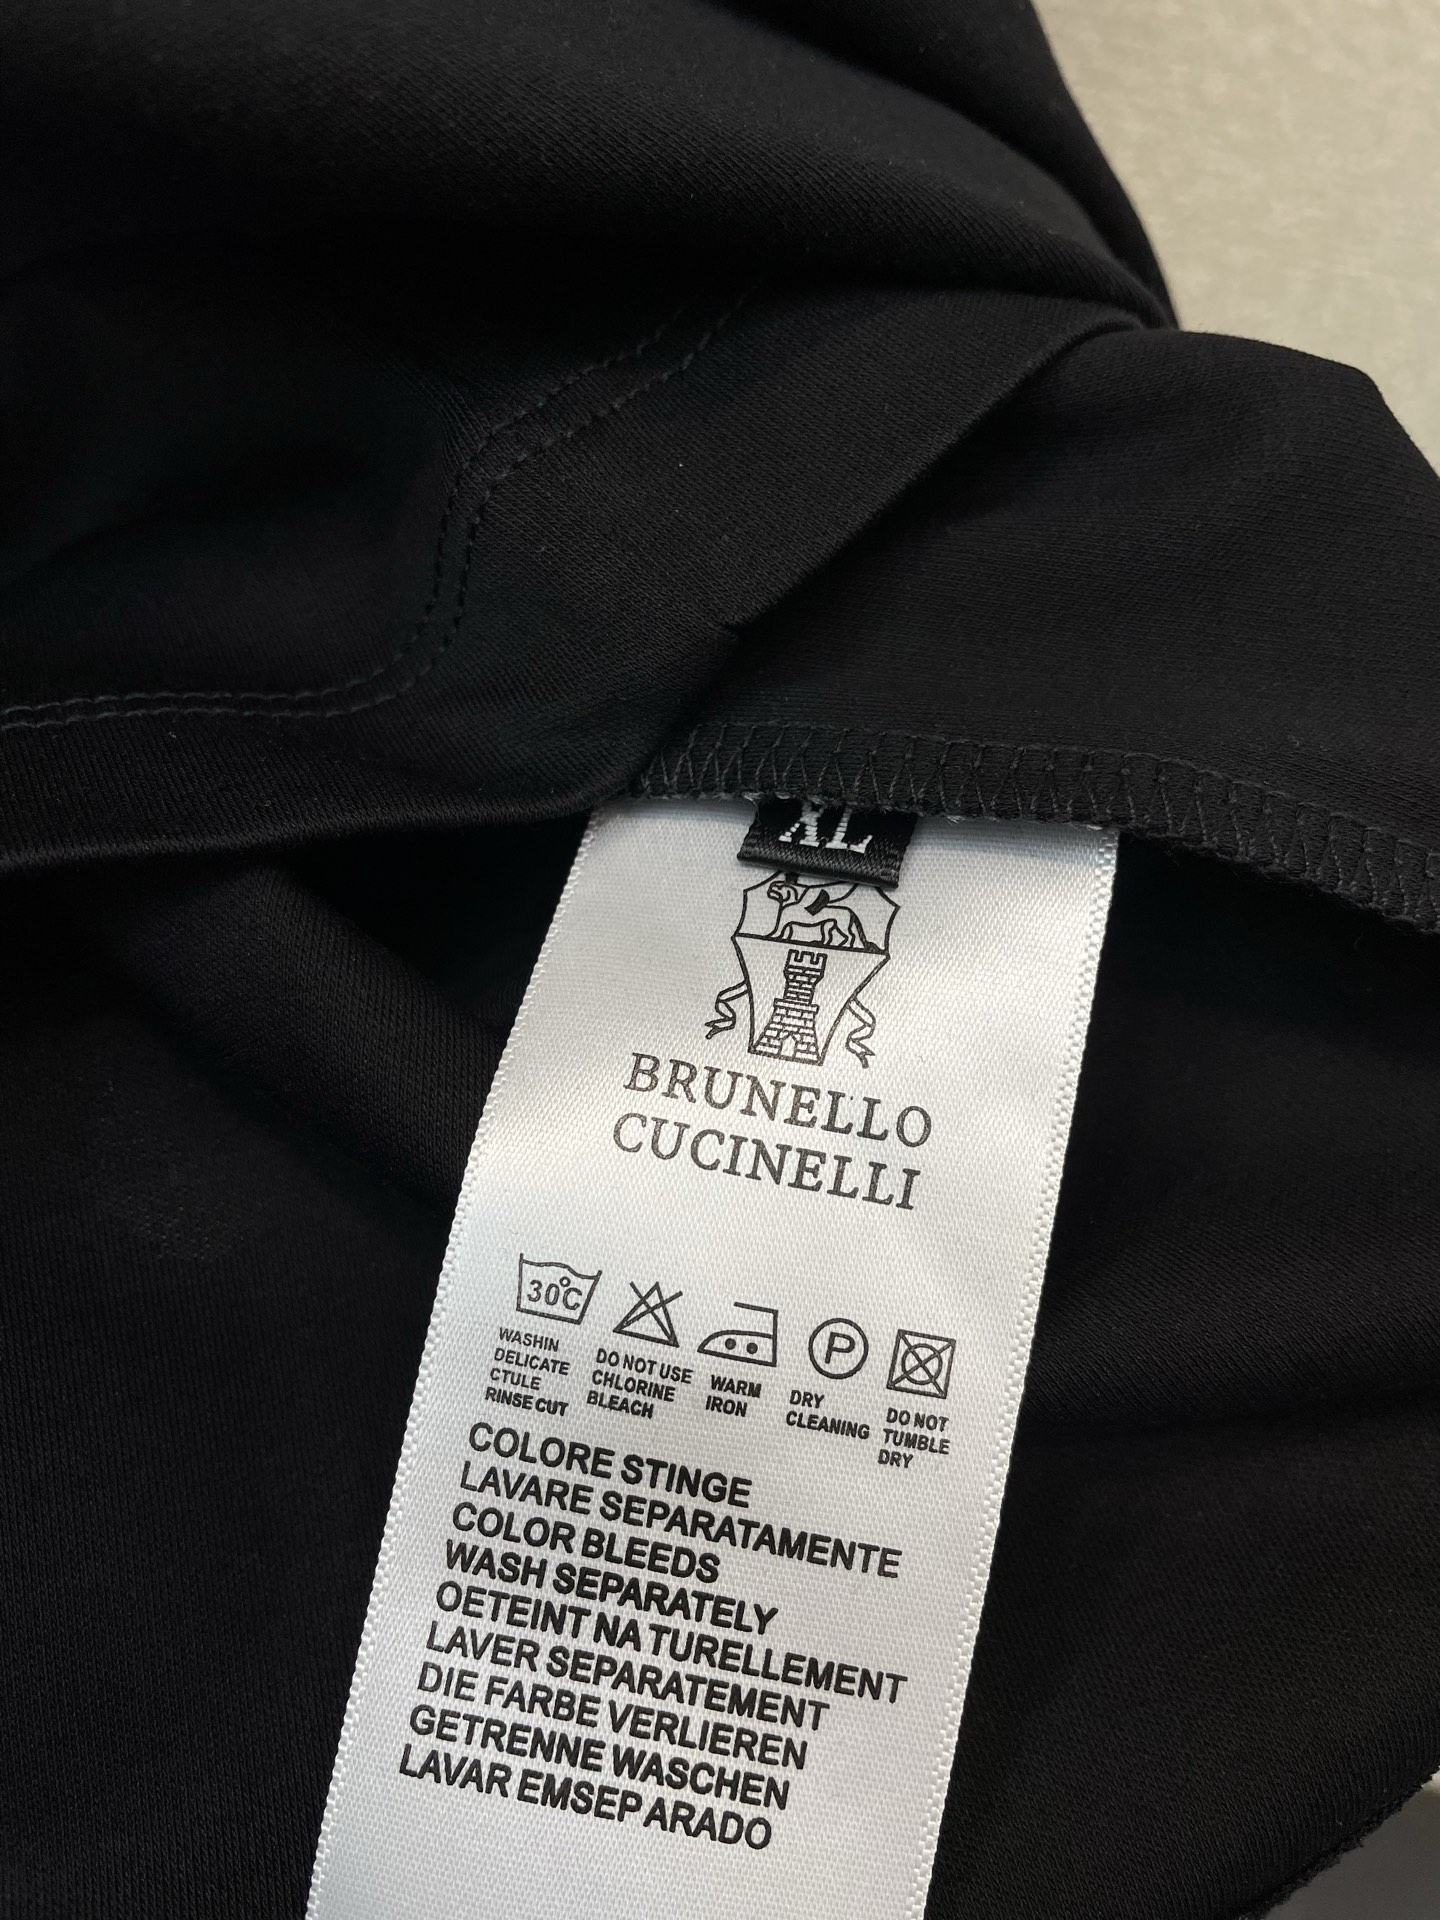 XL
BRUNELLO
CUCINELLI
30°C
P
WASHIN
DELICATE
CTULE
RINSE CUT
DO NOT USE
CHLORINE
BLEACH
WARM
IRON
DRY
CLEANING
DO NOT
TUMBLE
DRY
COLORE STINGE
LAVARE SEPARATAMENTE
COLOR BLEEDS
WASH SEPARATELY
OETEINT NA TURELLEMENT
LAVER SEPARATEMENT
DIE FARBE VERLIEREN
GETRENNE WASCHEN
LAVAR EMSEP ARADO